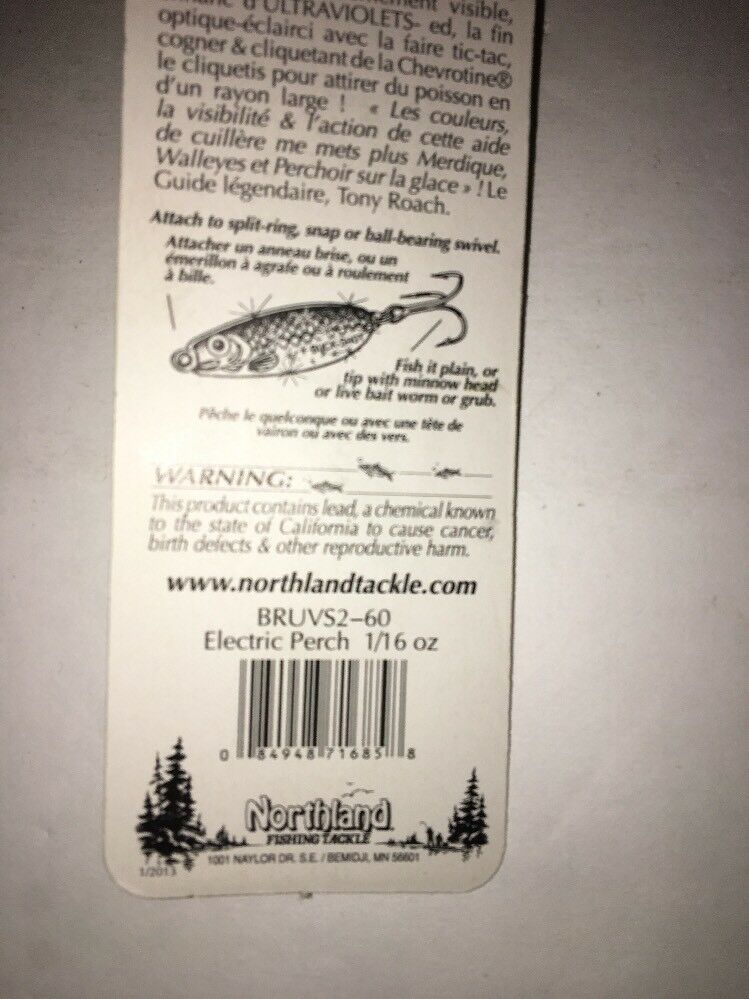 visible,
d'ULTRAVIOLETS- ed, la fin
optique-éclairci avec la faire tic-tac,
cogner & cliquetant de la Chevrotine®
le cliquetis pour attirer du poisson en
d'un rayon large ! « Les couleurs,
la visibilité & l'action de cette aide
de cuillère me mets plus Merdique,
Walleyes et Perchoir sur la glace » ! Le
Guide légendaire, Tony Roach.
Attach to split-ring, snap or ball-bearing swivel.
Attacher un anneau brise, ou un
émerillon à agrafe ou à roulement
à bille.
Fish it plain, or
tip with minnow head
or live bait worm or grub.
Pêche le quelconque ou avec une tête de
vairon ou avec des vers.
WARNING:
This product contains lead, a chemical known
to the state of California to cause cancer,
birth defects & other reproductive harm.
www.northlandtackle.com
BRUVS2-60
Electric Perch 1/16 oz
0 84948 71685 8
Northland
FISHING TACKLE
1001 NAYLOR DR. S.E. / BEMIDJI, MN 56601
1/2013